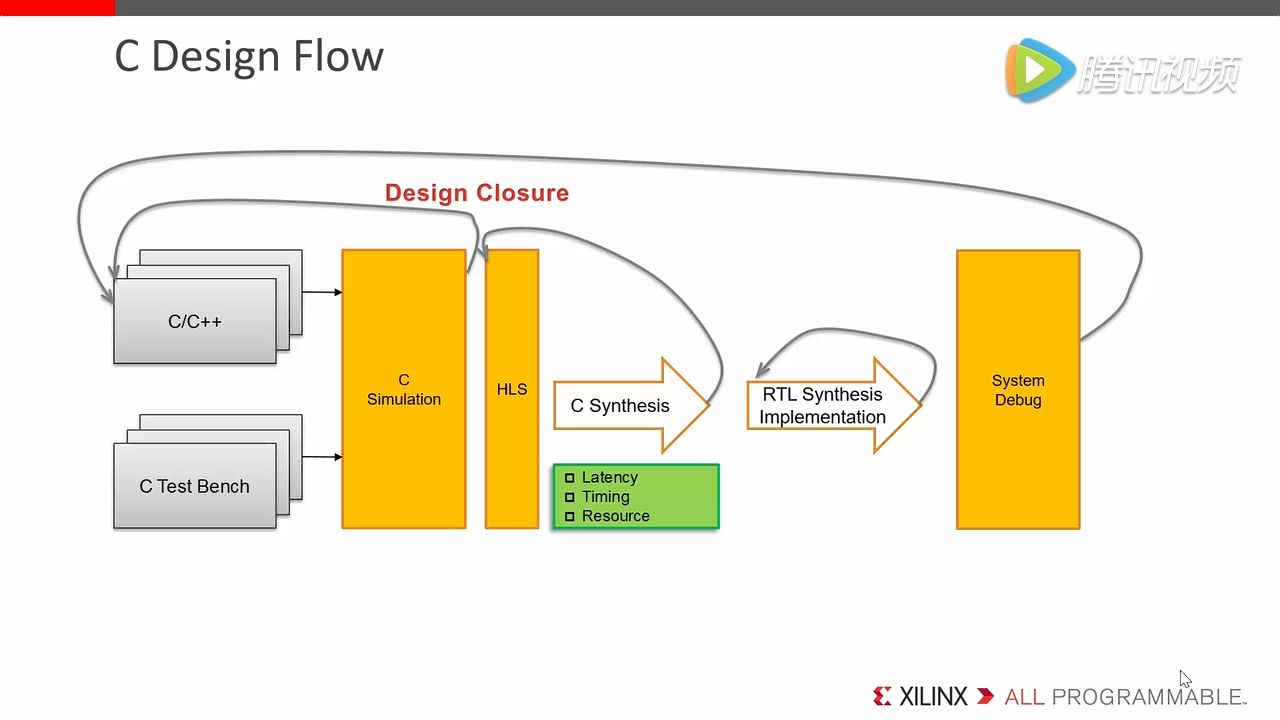 C Design Flow
腾讯视频
Design Closure
C/C++
C Test Bench
C
Simulation
HLS
C Synthesis
Latency
Timing
Resource
RTL Synthesis
Implementation
System
Debug
XILINX ALL PROGRAMMABLE™